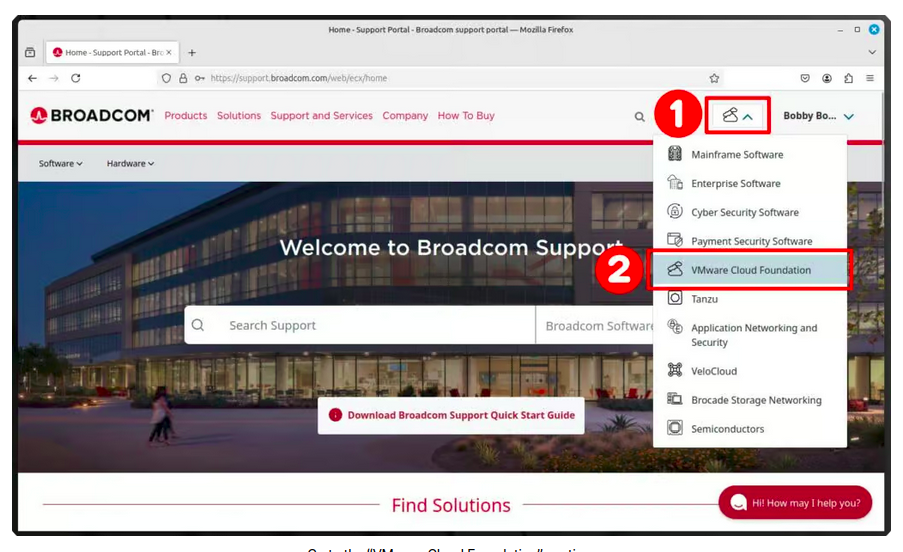 Home - Support Portal - Broadcom support portal — Mozilla Firefox
Home - Support Portal - Bro
https://support.broadcom.com/web/ecx/home
BROADCOM
Products Solutions Support and Services Company How To Buy
1
Bobby Bo...
Software Hardware
Mainframe Software
Enterprise Software
Cyber Security Software
Payment Security Software
2
VMware Cloud Foundation
Tanzu
Application Networking and
Security
VeloCloud
Brocade Storage Networking
Semiconductors
Welcome to Broadcom Support
Search Support
Broadcom Software
Download Broadcom Support Quick Start Guide
Find Solutions
Hi! How may I help you?